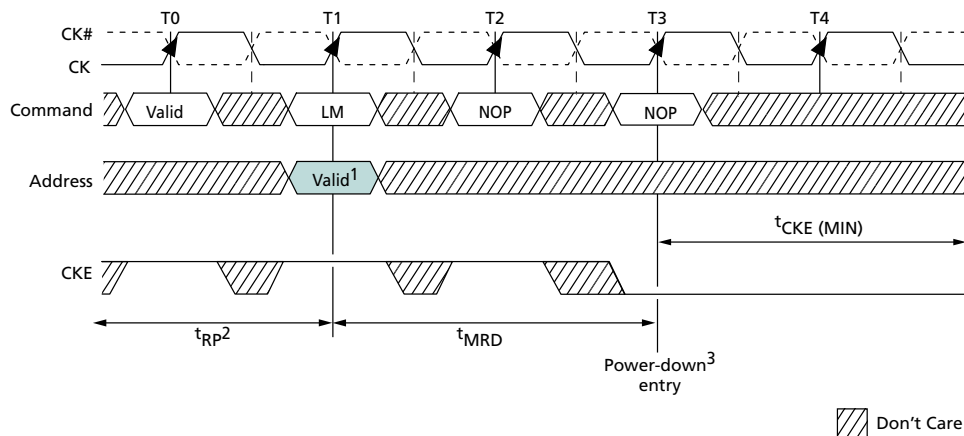 T0 T1 T2 T3 T4
CK#
CK
Command Valid LM NOP NOP
Address Valid1
tCKE (MIN)
CKE
tRP2 tMRD
Power-down3
entry
Don't Care